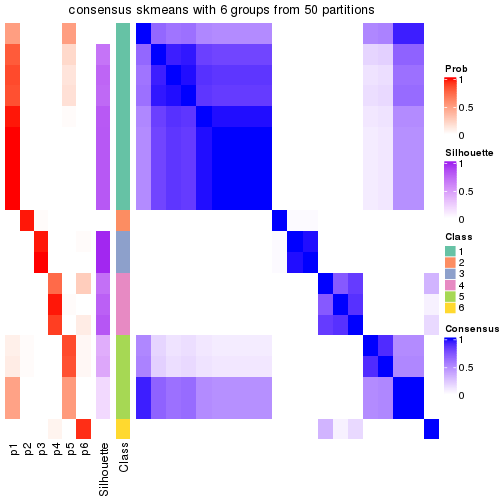 consensus skmeans with 6 groups from 50 partitions
Prob
1
0.5
0
Silhouette
1
0.5
0
Class
1
2
3
4
5
6
Consensus
1
0.5
0
p1
p2
p3
p4
p5
p6
Silhouette
Class